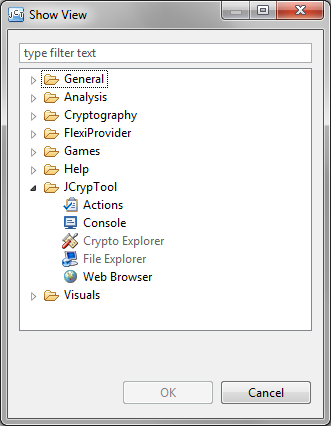 JCT Show View
type filter text
General
Analysis
Cryptography
FlexiProvider
Games
Help
JCrypTool
Actions
Console
Crypto Explorer
File Explorer
Web Browser
Visuals
OK Cancel